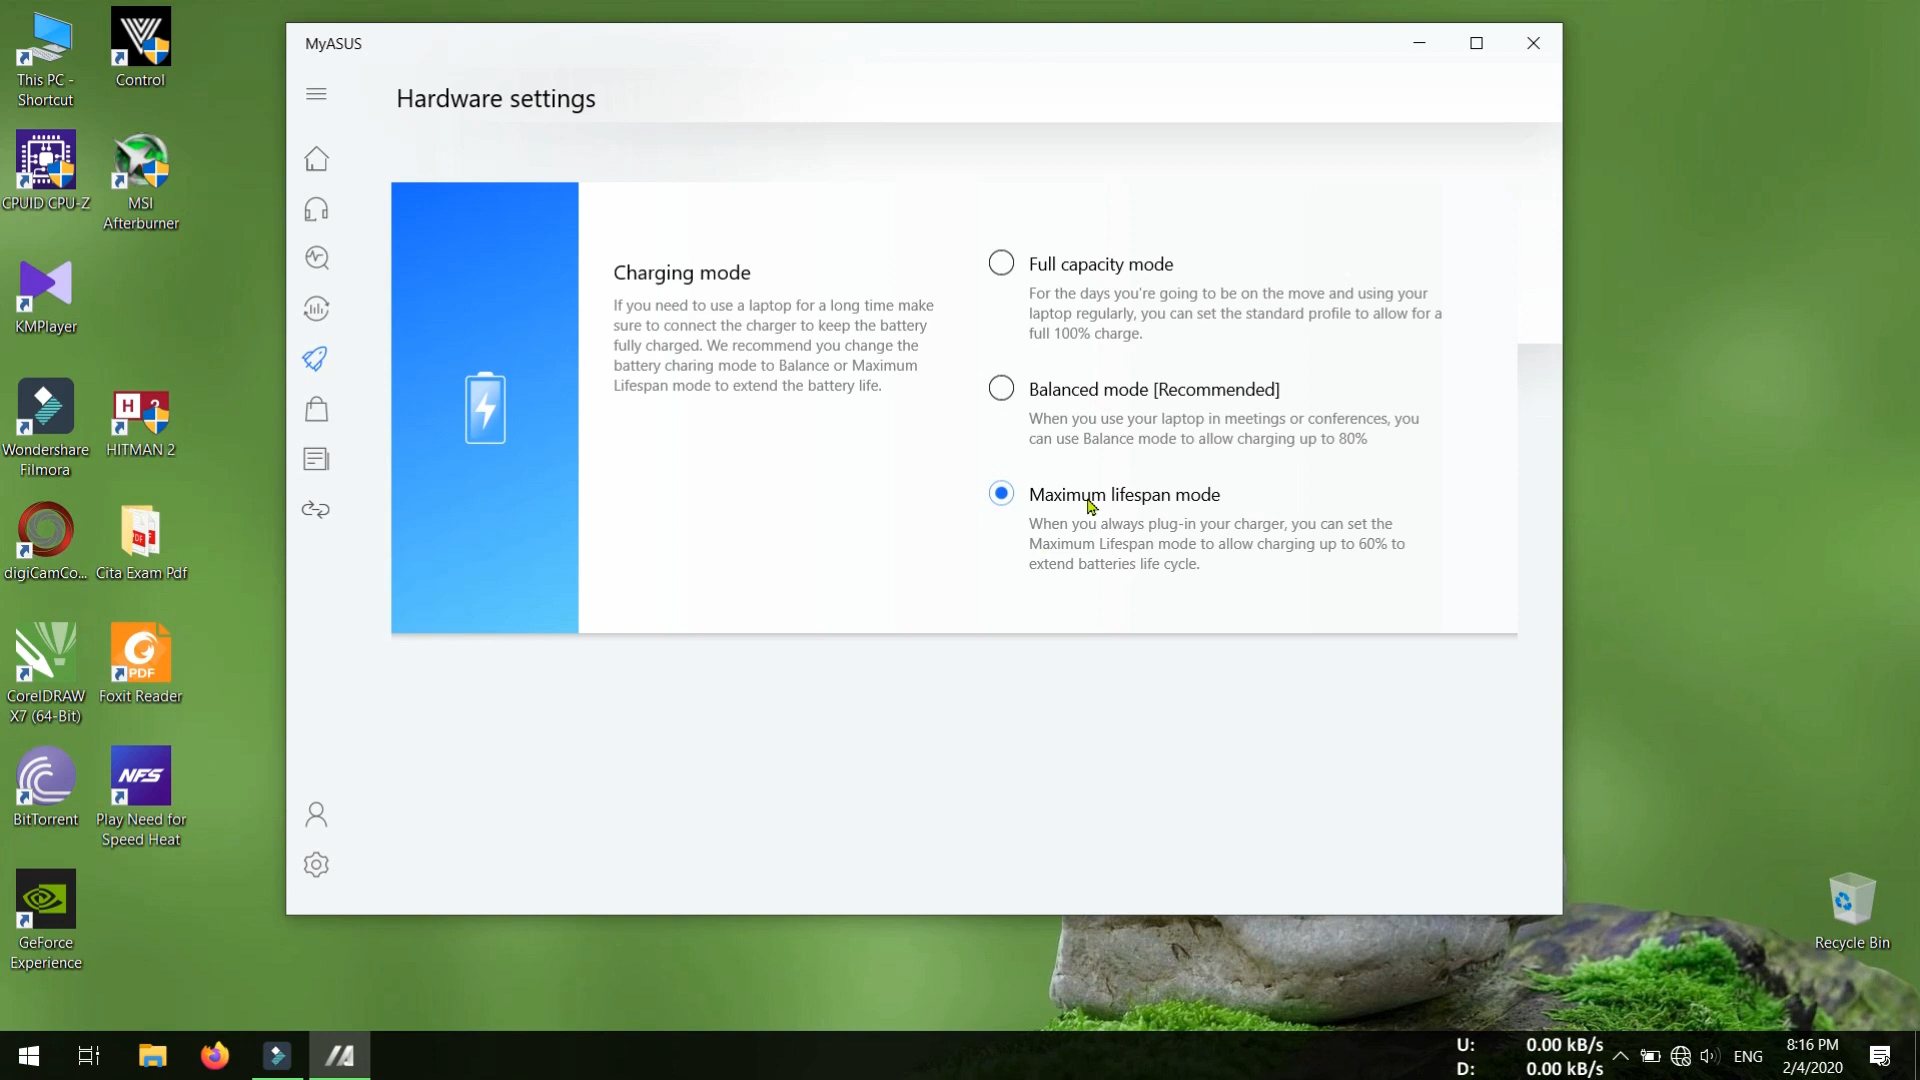 This PC -
Shortcut
Control
CPUID CPU-Z
MSI
Afterburner
KMPlayer
Wondershare
Filmora
H 2
HITMAN 2
digiCamCo...
PDF
Cita Exam Pdf
CorelDRAW
X7 (64-Bit)
PDF
Foxit Reader
BitTorrent
NFS
Play Need for
Speed Heat
GeForce
Experience
MyASUS
Hardware settings
Charging mode
If you need to use a laptop for a long time make
sure to connect the charger to keep the battery
fully charged. We recommend you change the
battery charing mode to Balance or Maximum
Lifespan mode to extend the battery life.
Full capacity mode
For the days you're going to be on the move and using your
laptop regularly, you can set the standard profile to allow for a
full 100% charge.
Balanced mode [Recommended]
When you use your laptop in meetings or conferences, you
can use Balance mode to allow charging up to 80%
Maximum lifespan mode
When you always plug-in your charger, you can set the
Maximum Lifespan mode to allow charging up to 60% to
extend batteries life cycle.
Recycle Bin
U: 0.00 kB/s
D: 0.00 kB/s
ENG
8:16 PM
2/4/2020